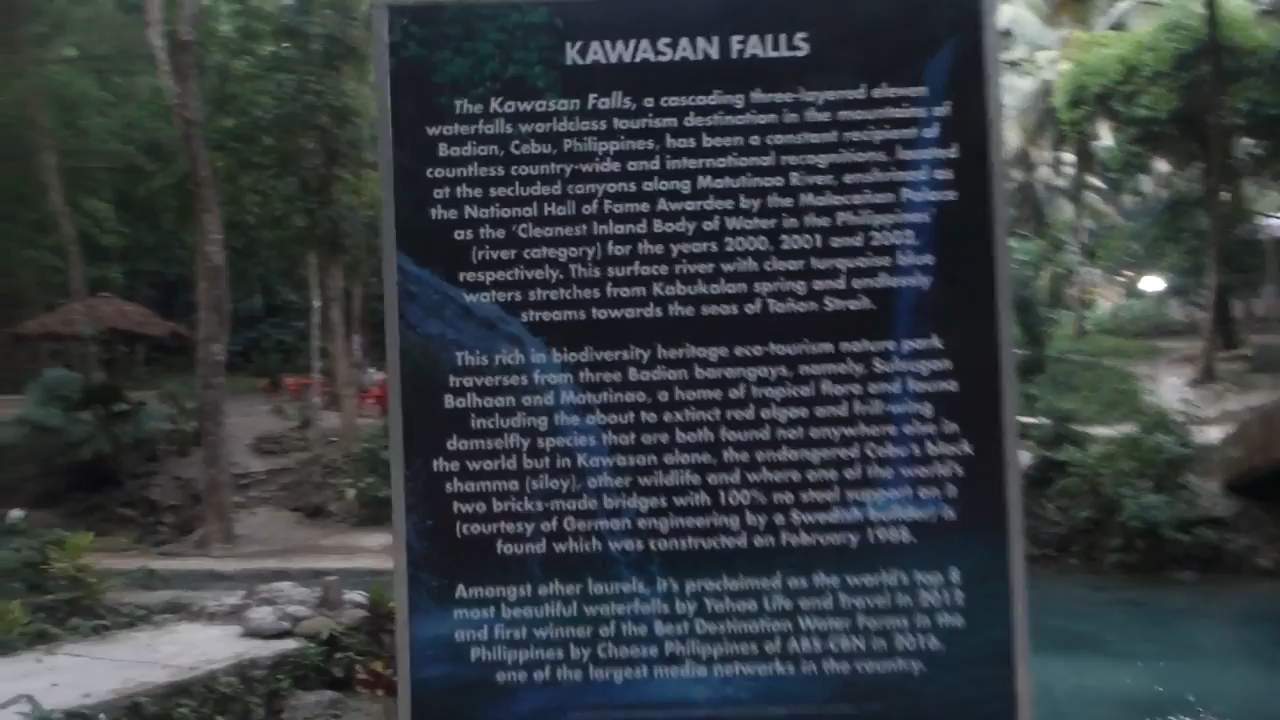 KAWASAN FALLS
The Kawasan Falls, a cascading three-layered eleven
waterfalls worldclass tourism destination in the mountains of
Badian, Cebu, Philippines, has been a constant recipient of
countless country-wide and international recognitions, located
at the secluded canyons along Matutinao River, enshrined as
the National Hall of Fame Awardee by the Malacañan Palace
as the 'Cleanest Inland Body of Water in the Philippines'
(river category) for the years 2000, 2001 and 2002,
respectively. This surface river with clear turquoise blue
waters stretches from Kabukalan spring and endlessly
streams towards the seas of Tañon Strait.
This rich in biodiversity heritage eco-tourism nature park
traverses from three Badian barangays, namely, Sulsugan
Balhaan and Matutinao, a home of tropical flora and fauna
including the about to extinct red algae and frill-wing
damselfly species that are both found not anywhere else in
the world but in Kawasan alone, the endangered Cebu's black
shamma (siloy), other wildlife and where one of the world's
two bricks-made bridges with 100% no steel support on it
(courtesy of German engineering by a Swedish is
found which was constructed on February 1988.
Amongst other laurels, it's proclaimed as the world's top 8
most beautiful waterfalls by Yahoo Life and Travel in
and first winner of the Best Destination Water Forms in the
Philippines by Choose Philippines of ABS-CBN in 2016,
one of the largest media networks in the country.